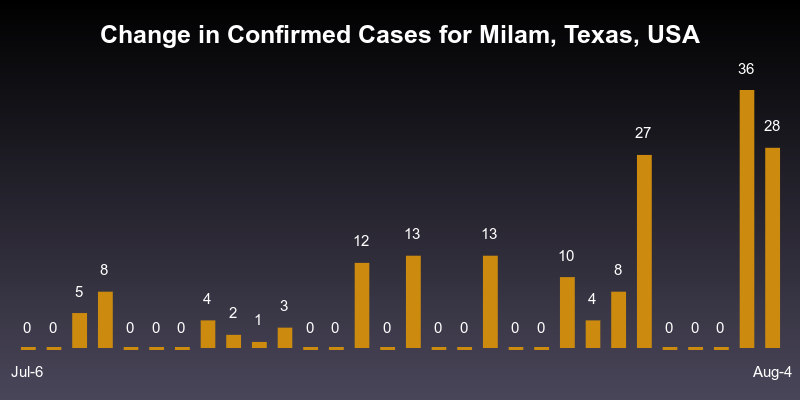 Change in Confirmed Cases for Milam, Texas, USA
0 0 5 8 0 0 0 4 2 1 3 0 0 12 0 13 0 0 13 0 0 10 4 8 27 0 0 0 36 28
Jul-6 Aug-4